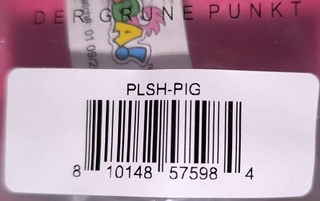 DER GRÜNE PUNKT
PLSH-PIG
8 10148 57598 4